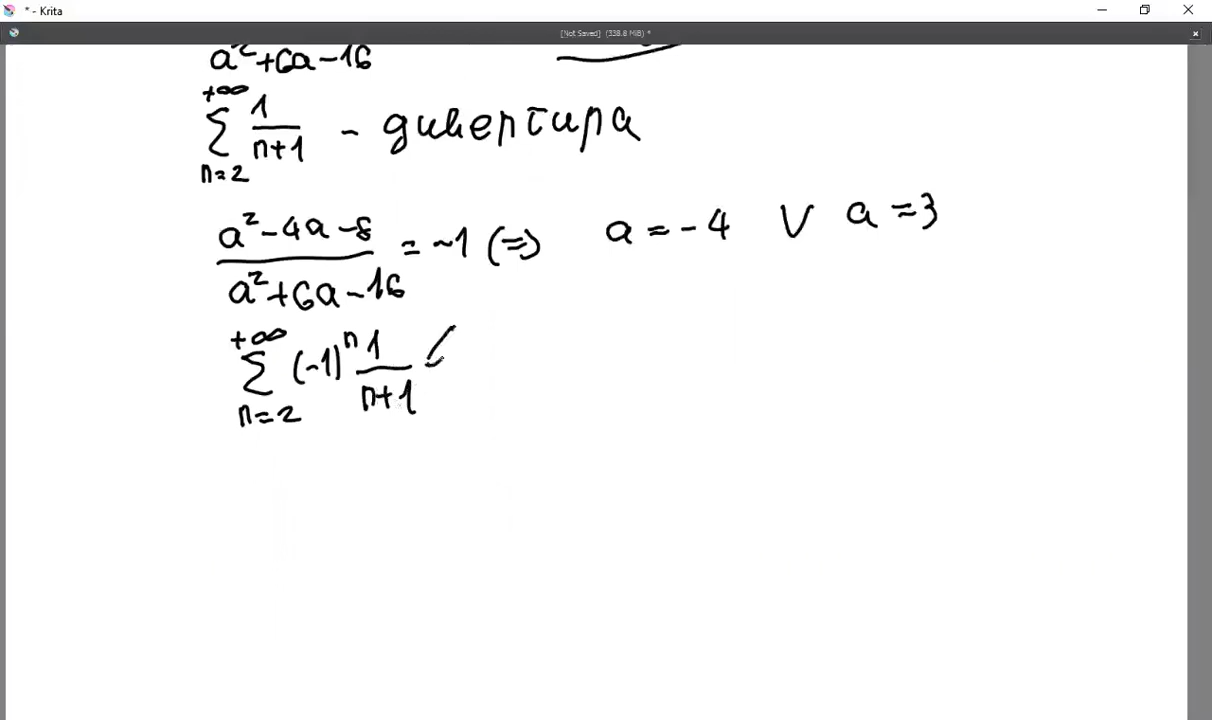 * - Krita
[Not Saved] (338.8 MiB) *
a²+6a-16
+∞
∑ 1/(n+1) - дивергира
n=2
(a²-4a-8)/(a²+6a-16) = -1 (=) a = -4 ∨ a = 3
+∞
∑ (-1)ⁿ 1/(n+1)
n=2